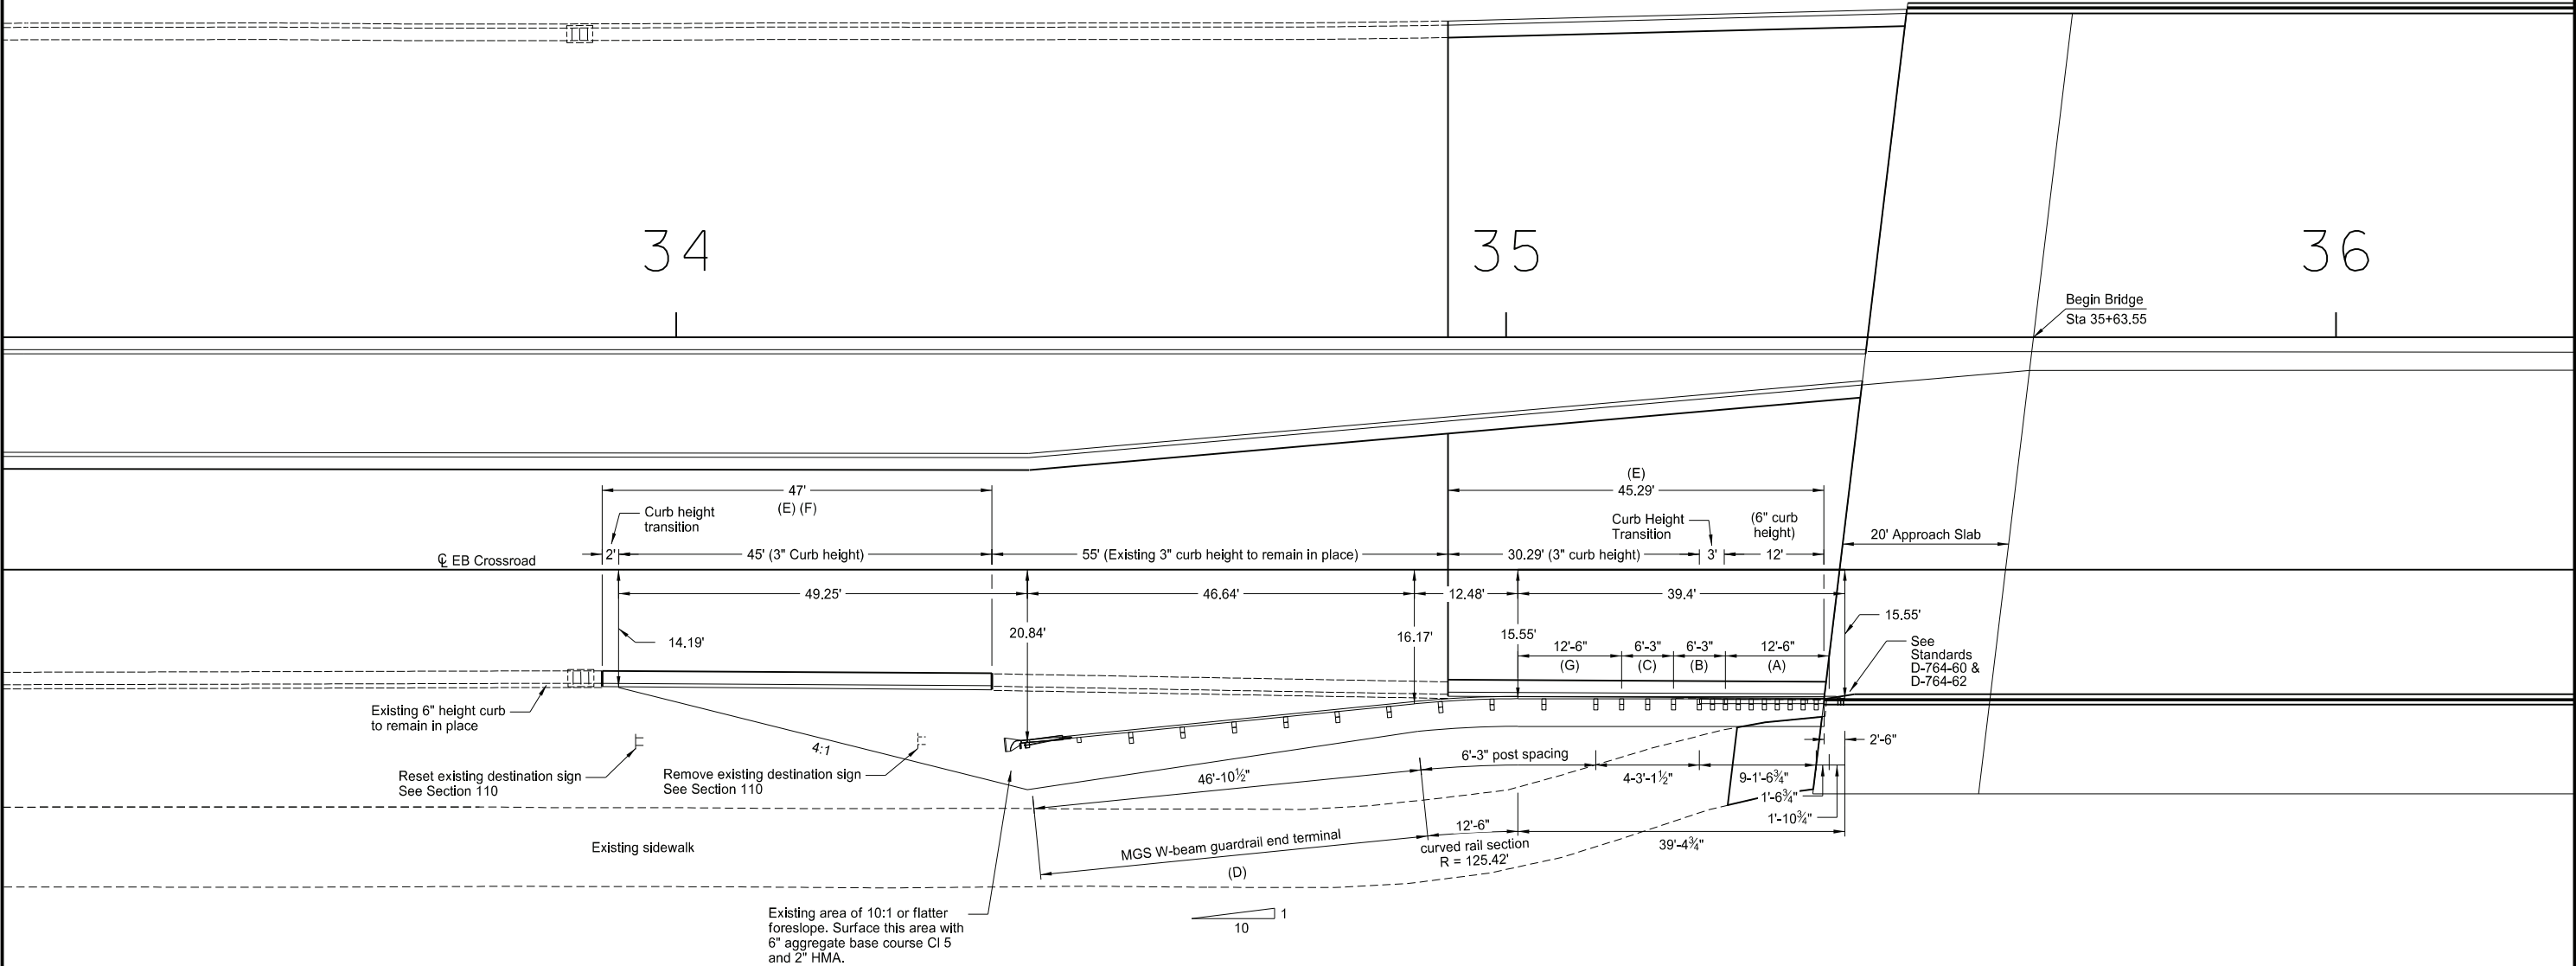 34
35
36
Begin Bridge
Sta 35+63.55
47'
(E) (F)
Curb height
transition
2'
45' (3" Curb height)
55' (Existing 3" curb height to remain in place)
(E)
45.29'
Curb Height
Transition
(6" curb
height)
30.29' (3" curb height)
3'
12'
20' Approach Slab
℄ EB Crossroad
49.25'
46.64'
12.48'
39.4'
14.19'
20.84'
16.17'
15.55'
15.55'
12'-6"
(G)
6'-3"
(C)
6'-3"
(B)
12'-6"
(A)
See
Standards
D-764-60 &
D-764-62
Existing 6" height curb
to remain in place
4:1
Reset existing destination sign
See Section 110
Remove existing destination sign
See Section 110
46'-10½"
6'-3" post spacing
4-3'-1½"
9-1'-6¾"
2'-6"
1'-6¾"
1'-10¾"
Existing sidewalk
MGS W-beam guardrail end terminal
(D)
12'-6"
curved rail section
R = 125.42'
39'-4¾"
Existing area of 10:1 or flatter
foreslope. Surface this area with
6" aggregate base course Cl 5
and 2" HMA.
1
10